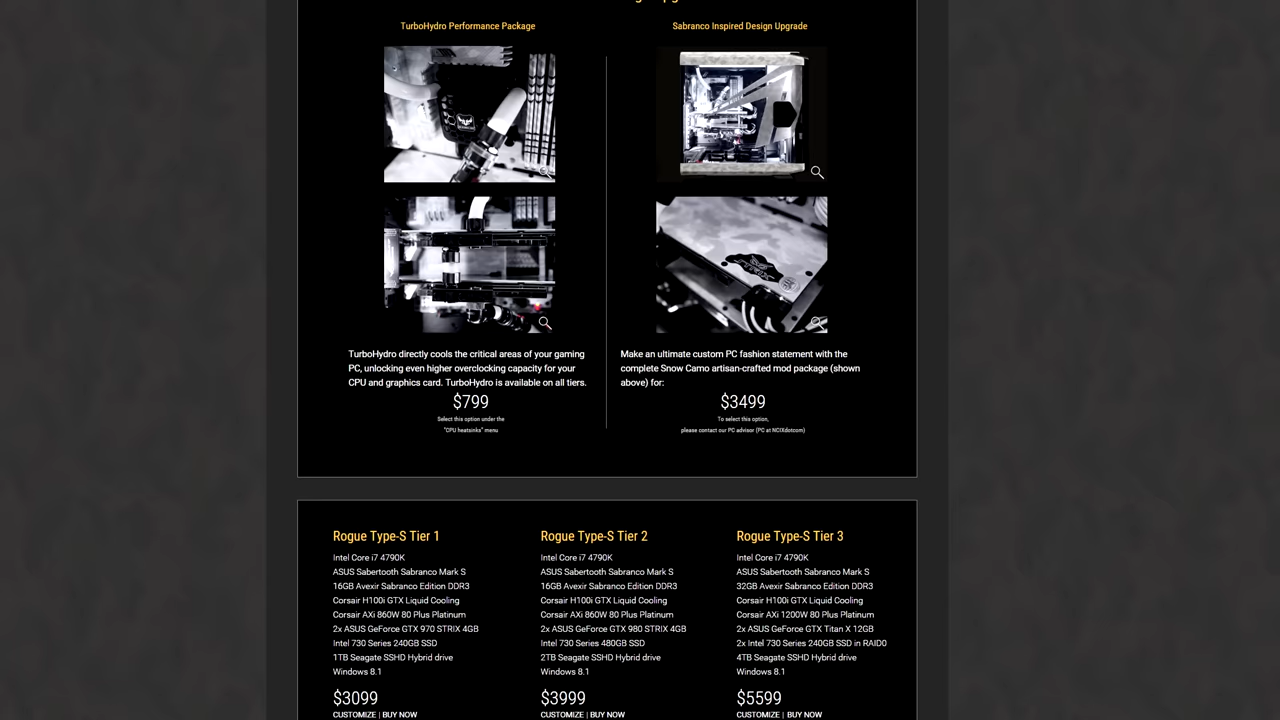 TurboHydro Performance Package
Sabranco Inspired Design Upgrade
TurboHydro directly cools the critical areas of your gaming
PC, unlocking even higher overclocking capacity for your
CPU and graphics card. TurboHydro is available on all tiers.
$799
Select this option under the
"CPU heatsinks" menu
Make an ultimate custom PC fashion statement with the
complete Snow Camo artisan-crafted mod package (shown
above) for:
$3499
To select this option,
please contact our PC advisor (PC at NCIXdotcom)
Rogue Type-S Tier 1
Intel Core i7 4790K
ASUS Sabertooth Sabranco Mark S
16GB Avexir Sabranco Edition DDR3
Corsair H100i GTX Liquid Cooling
Corsair AXi 860W 80 Plus Platinum
2x ASUS GeForce GTX 970 STRIX 4GB
Intel 730 Series 240GB SSD
1TB Seagate SSHD Hybrid drive
Windows 8.1
$3099
CUSTOMIZE | BUY NOW
Rogue Type-S Tier 2
Intel Core i7 4790K
ASUS Sabertooth Sabranco Mark S
16GB Avexir Sabranco Edition DDR3
Corsair H100i GTX Liquid Cooling
Corsair AXi 860W 80 Plus Platinum
2x ASUS GeForce GTX 980 STRIX 4GB
Intel 730 Series 480GB SSD
2TB Seagate SSHD Hybrid drive
Windows 8.1
$3999
CUSTOMIZE | BUY NOW
Rogue Type-S Tier 3
Intel Core i7 4790K
ASUS Sabertooth Sabranco Mark S
32GB Avexir Sabranco Edition DDR3
Corsair H100i GTX Liquid Cooling
Corsair AXi 1200W 80 Plus Platinum
2x ASUS GeForce GTX Titan X 12GB
2x Intel 730 Series 240GB SSD in RAID0
4TB Seagate SSHD Hybrid drive
Windows 8.1
$5599
CUSTOMIZE | BUY NOW